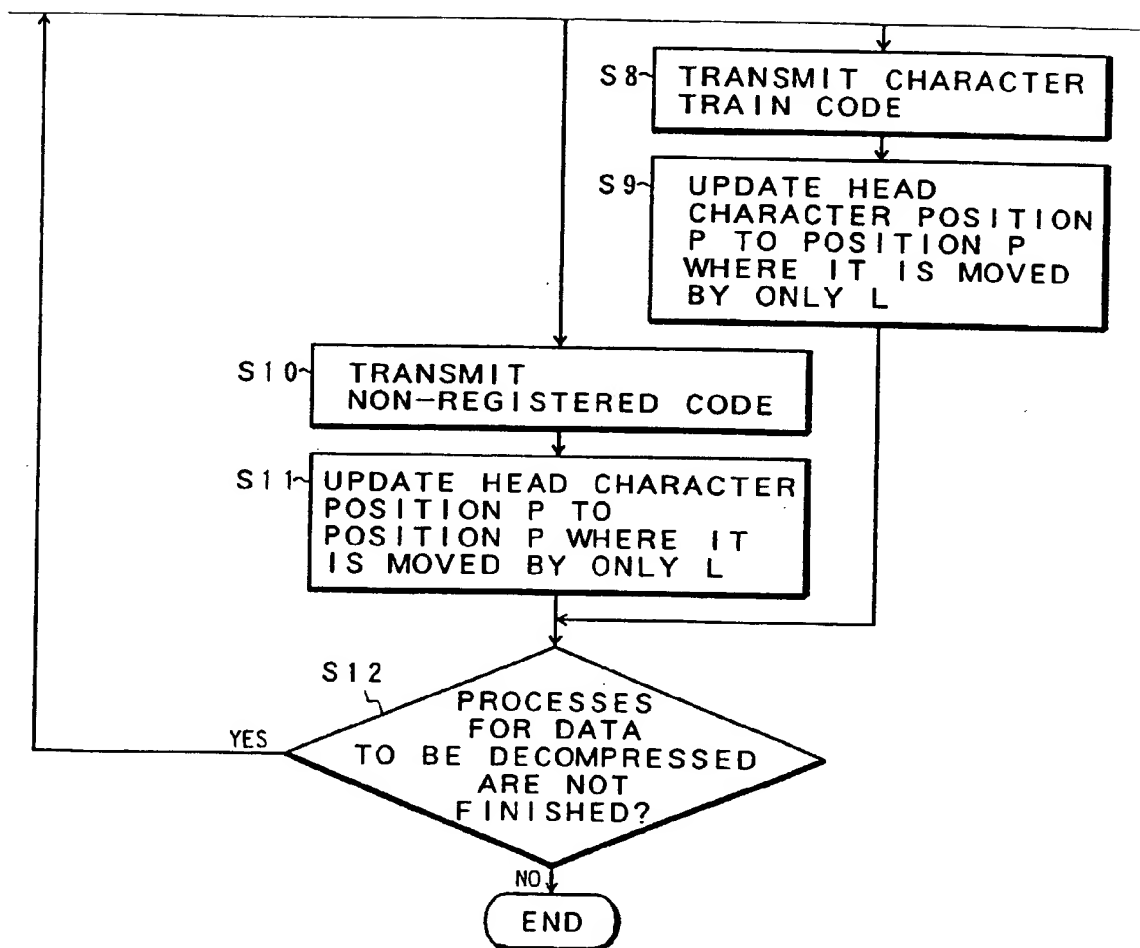 S8
TRANSMIT CHARACTER
TRAIN CODE
S9
UPDATE HEAD
CHARACTER POSITION
P TO POSITION P
WHERE IT IS MOVED
BY ONLY L
S10
TRANSMIT
NON-REGISTERED CODE
S11
UPDATE HEAD CHARACTER
POSITION P TO
POSITION P WHERE IT
IS MOVED BY ONLY L
S12
PROCESSES
FOR DATA
TO BE DECOMPRESSED
ARE NOT
FINISHED?
YES
NO
END